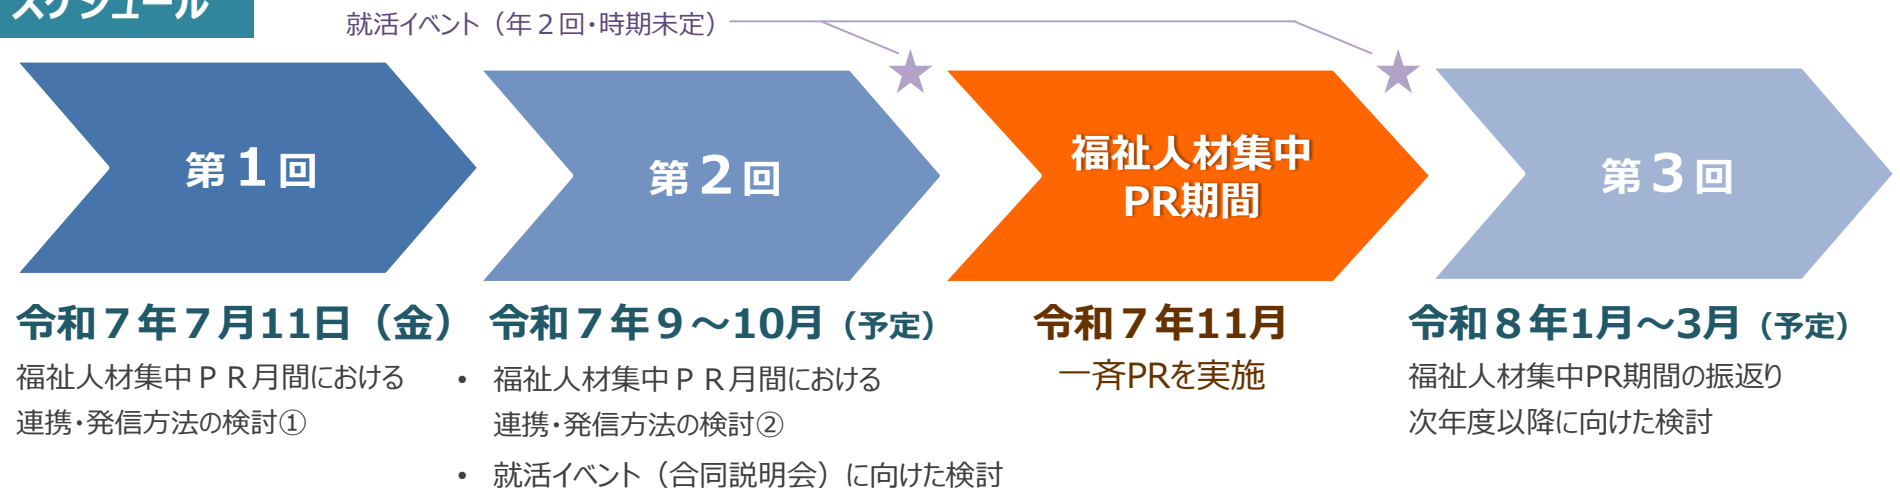 スケジュール
就活イベント（年２回・時期未定）
第１回
第２回
福祉人材集中
PR期間
第３回
令和７年７月11日（金）
福祉人材集中ＰＲ月間における
連携・発信方法の検討①
令和７年９～10月（予定）
• 福祉人材集中ＰＲ月間における
連携・発信方法の検討②
• 就活イベント（合同説明会）に向けた検討
令和７年11月
一斉PRを実施
令和８年1月～3月（予定）
福祉人材集中PR期間の振返り
次年度以降に向けた検討